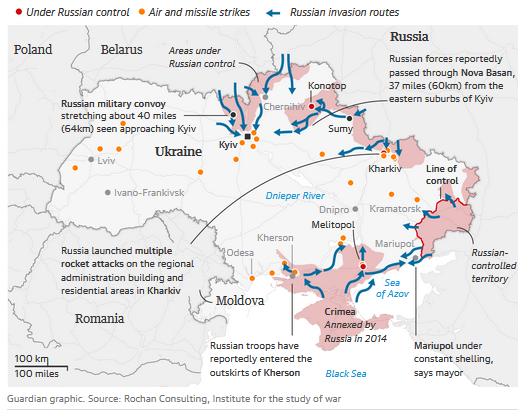 Under Russian control
Air and missile strikes
Russian invasion routes
Poland
Belarus
Russia
Areas under
Russian control
Russian forces reportedly
passed through Nova Basan,
37 miles (60km) from the
eastern suburbs of Kyiv
Konotop
Chernihiv
Russian military convoy
stretching about 40 miles
(64km) seen approaching Kyiv
Sumy
Kyiv
Ukraine
Lviv
Kharkiv
Line of
control
Ivano-Frankivsk
Dnieper River
Dnipro
Kramatorsk
Melitopol
Kherson
Mariupol
Russia launched multiple
rocket attacks on the regional
administration building and
residential areas in Kharkiv
Odesa
Russian-
controlled
territory
Sea
of Azov
Moldova
Romania
Crimea
Annexed by
Russia in 2014
Russian troops have
reportedly entered the
outskirts of Kherson
Mariupol under
constant shelling,
says mayor
Black Sea
100 km
100 miles
Guardian graphic. Source: Rochan Consulting, Institute for the study of war